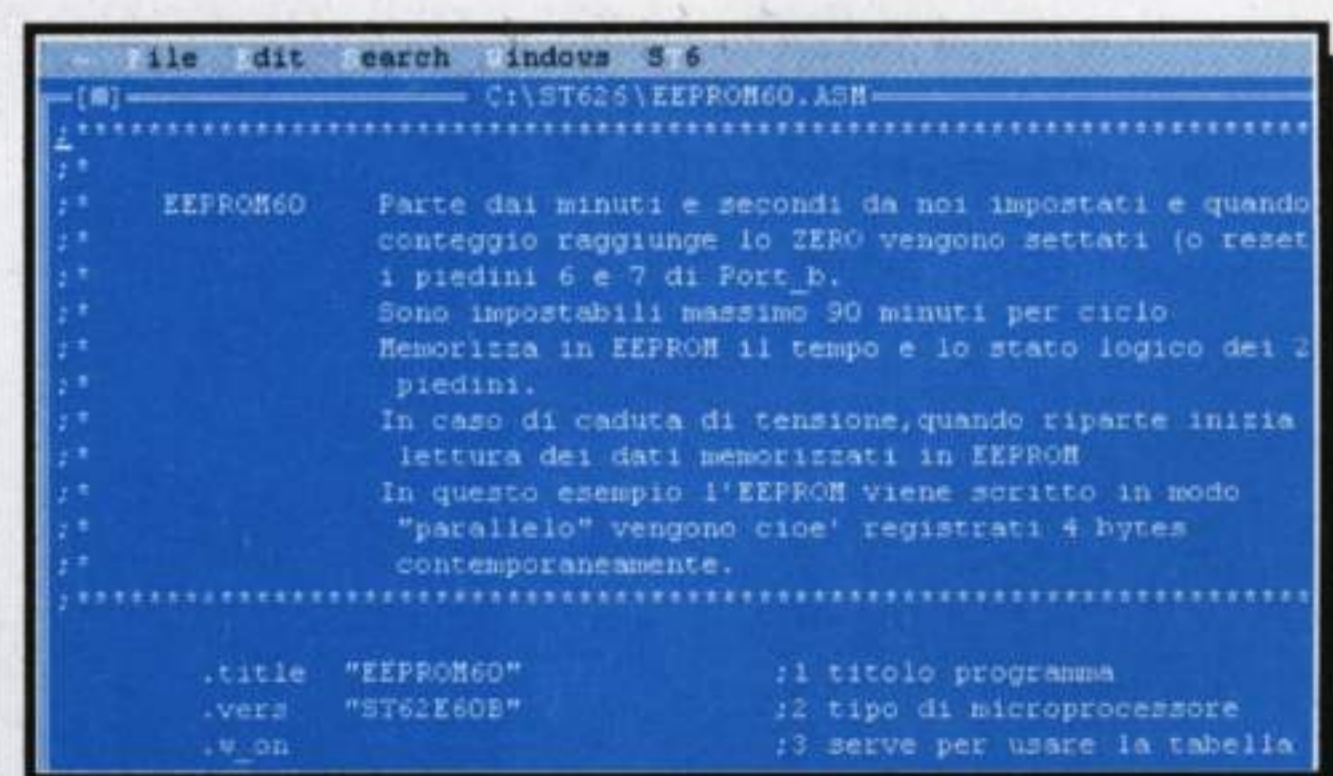 ile dit earch indows S 6
[■] C:\ST626\EEPROM60.ASM
;******************************************************************
;*
;* EEPROM60 Parte dai minuti e secondi da noi impostati e quando
;* conteggio raggiunge lo ZERO vengono settati (o reset
;* i piedini 6 e 7 di Port_b.
;* Sono impostabili massimo 90 minuti per ciclo
;* Memorizza in EEPROM il tempo e lo stato logico dei 2
;* piedini.
;* In caso di caduta di tensione,quando riparte inizia
;* lettura dei dati memorizzati in EEPROM
;* In questo esempio l'EEPROM viene scritto in modo
;* "parallelo" vengono cioe' registrati 4 bytes
;* contemporaneamente.
;******************************************************************
.title "EEPROM60" ;1 titolo programma
.vers "ST62E60B" ;2 tipo di microprocessore
.w_on ;3 serve per usare la tabella